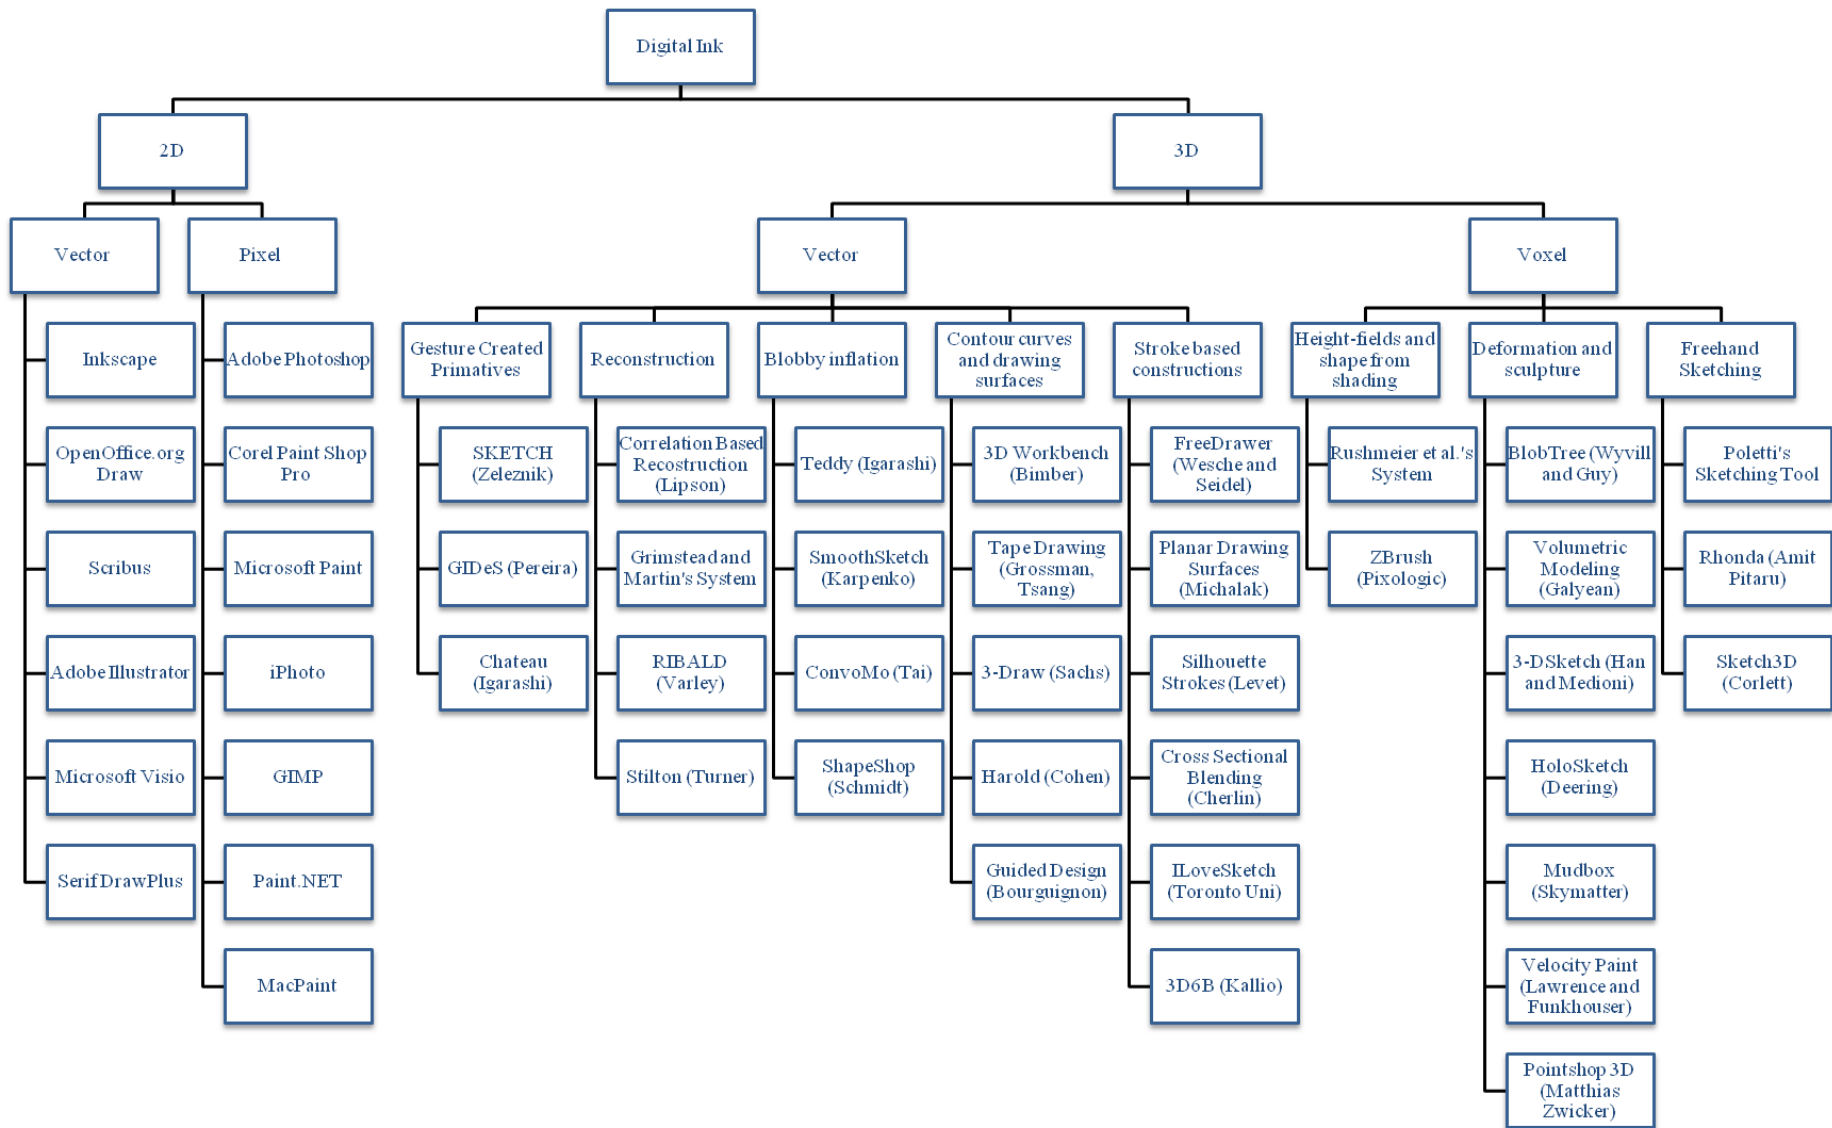 Digital Ink
2D
3D
Vector
Pixel
Vector
Voxel
Inkscape
OpenOffice.org
Draw
Scribus
Adobe Illustrator
Microsoft Visio
Serif DrawPlus
Adobe Photoshop
Corel Paint Shop
Pro
Microsoft Paint
iPhoto
GIMP
Paint.NET
MacPaint
Gesture Created
Primatives
SKETCH
(Zeleznik)
GIDeS (Pereira)
Chateau
(Igarashi)
Reconstruction
Correlation Based
Recostruction
(Lipson)
Grimstead and
Martin's System
RIBALD
(Varley)
Stilton (Turner)
Blobby inflation
Teddy (Igarashi)
SmoothSketch
(Karpenko)
ConvoMo (Tai)
ShapeShop
(Schmidt)
Contour curves
and drawing
surfaces
3D Workbench
(Bimber)
Tape Drawing
(Grossman,
Tsang)
3-Draw (Sachs)
Harold (Cohen)
Guided Design
(Bourguignon)
Stroke based
constructions
FreeDrawer
(Wesche and
Seidel)
Planar Drawing
Surfaces
(Michalak)
Silhouette
Strokes (Levet)
Cross Sectional
Blending
(Cherlin)
ILoveSketch
(Toronto Uni)
3D6B (Kallio)
Height-fields and
shape from
shading
Rushmeier et al.'s
System
ZBrush
(Pixologic)
Deformation and
sculpture
BlobTree (Wyvill
and Guy)
Volumetric
Modeling
(Galyean)
3-DSketch (Han
and Medioni)
HoloSketch
(Deering)
Mudbox
(Skymatter)
Velocity Paint
(Lawrence and
Funkhouser)
Pointshop 3D
(Matthias
Zwicker)
Freehand
Sketching
Poletti's
Sketching Tool
Rhonda (Amit
Pitaru)
Sketch3D
(Corlett)